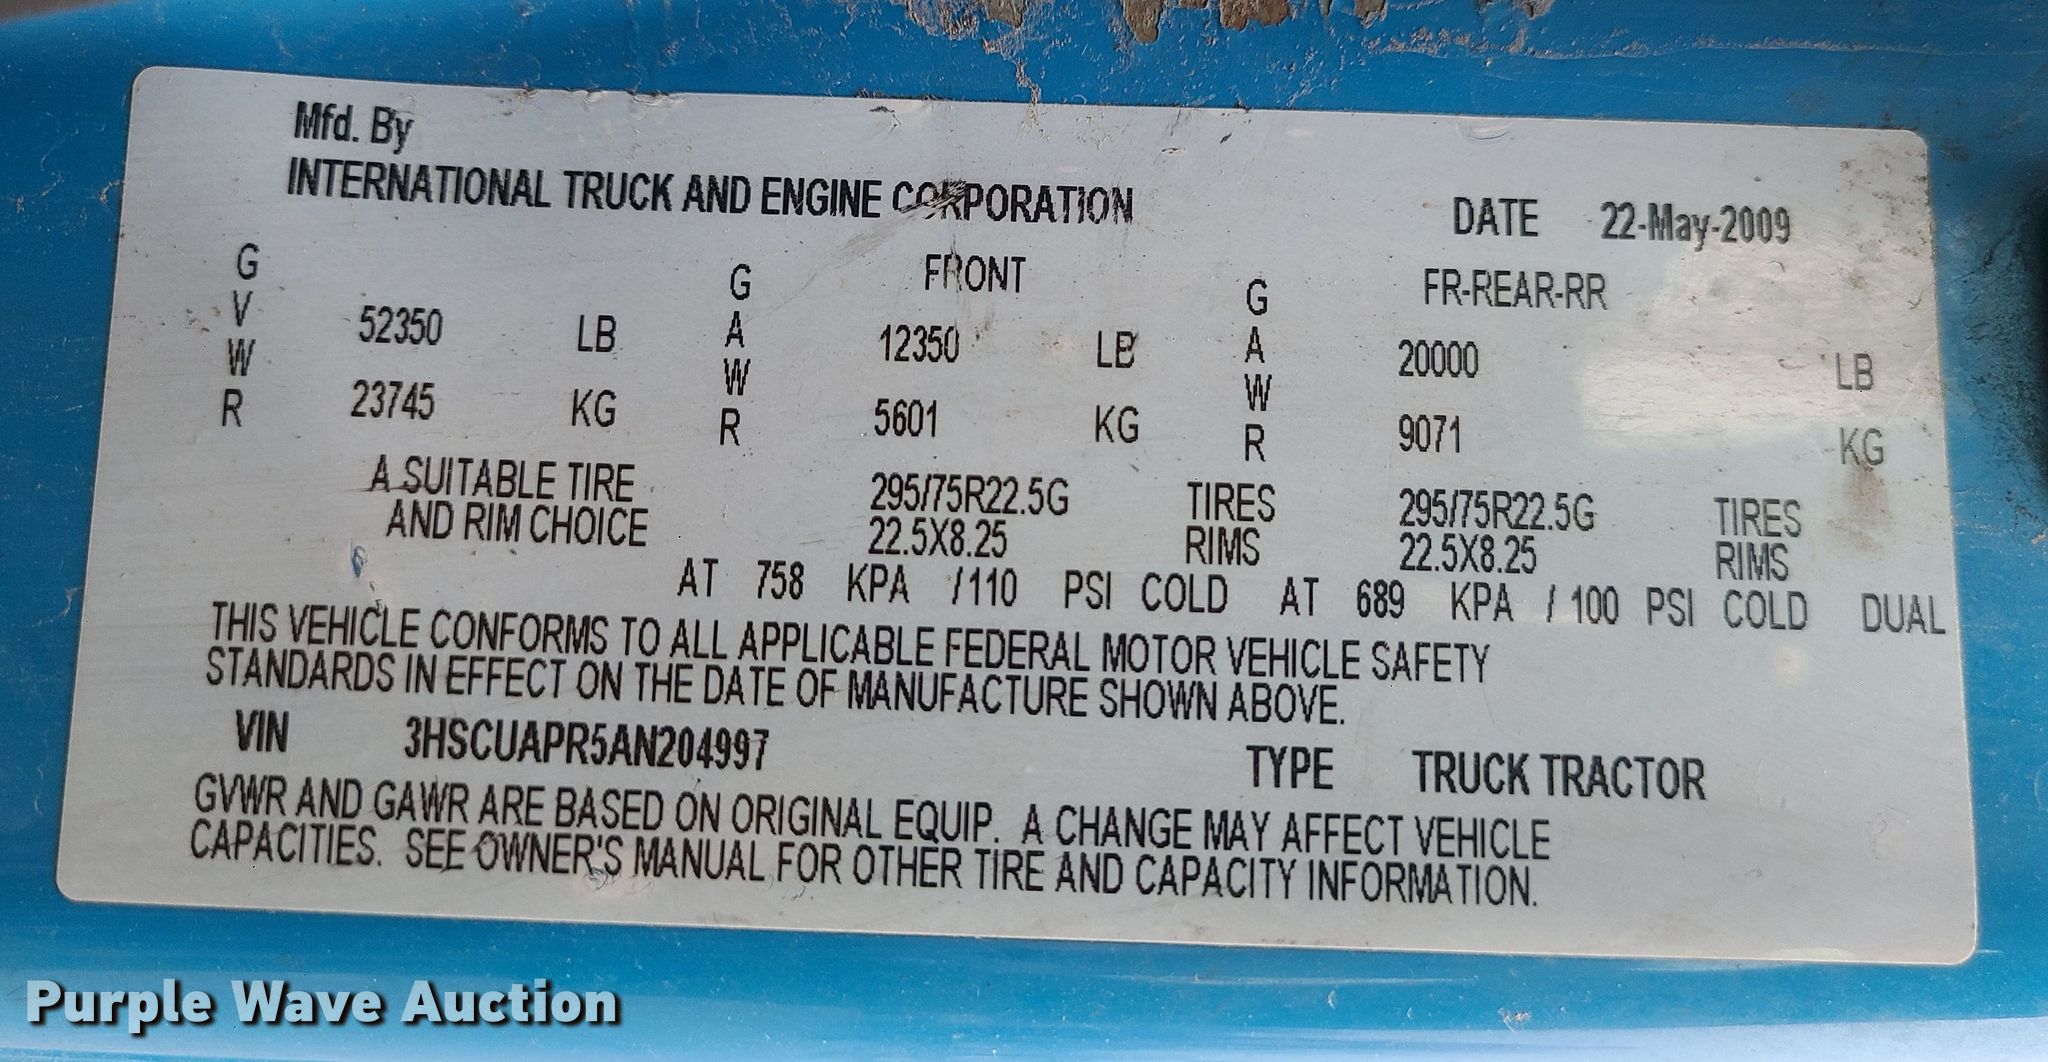 Mfd. By
INTERNATIONAL TRUCK AND ENGINE CORPORATION
DATE 22-May-2009
GVWR 52350 LB 23745 KG
GAWR FRONT 12350 LB 5601 KG
GAWR FR-REAR-RR 20000 LB 9071 KG
A SUITABLE TIRE 295/75R22.5G TIRES 295/75R22.5G TIRES
AND RIM CHOICE 22.5X8.25 RIMS 22.5X8.25 RIMS
AT 758 KPA /110 PSI COLD AT 689 KPA / 100 PSI COLD DUAL
THIS VEHICLE CONFORMS TO ALL APPLICABLE FEDERAL MOTOR VEHICLE SAFETY
STANDARDS IN EFFECT ON THE DATE OF MANUFACTURE SHOWN ABOVE.
VIN 3HSCUAPR5AN204997 TYPE TRUCK TRACTOR
GVWR AND GAWR ARE BASED ON ORIGINAL EQUIP. A CHANGE MAY AFFECT VEHICLE
CAPACITIES. SEE OWNER'S MANUAL FOR OTHER TIRE AND CAPACITY INFORMATION.
Purple Wave Auction